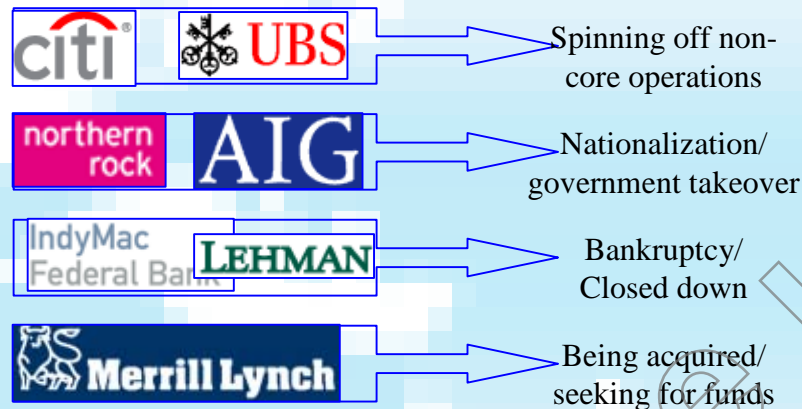 citi® UBS
Spinning off non-
core operations
northern
rock
AIG
Nationalization/
government takeover
IndyMac
Federal Bank
LEHMAN
Bankruptcy/
Closed down
Merrill Lynch
Being acquired/
seeking for funds